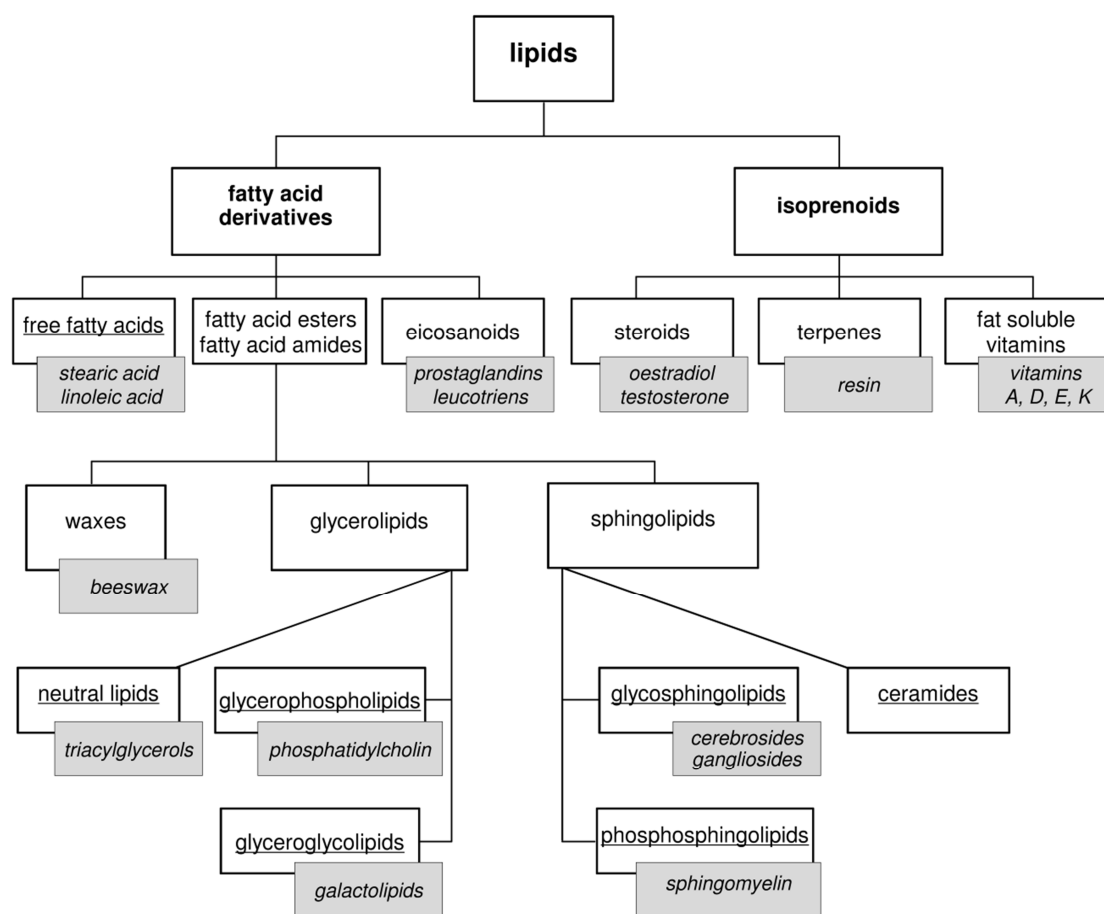 lipids
fatty acid
derivatives
isoprenoids
free fatty acids
stearic acid
linoleic acid
fatty acid esters
fatty acid amides
eicosanoids
prostaglandins
leucotriens
steroids
oestradiol
testosterone
terpenes
resin
fat soluble
vitamins
vitamins
A, D, E, K
waxes
beeswax
glycerolipids
sphingolipids
neutral lipids
triacylglycerols
glycerophospholipids
phosphatidylcholin
glycosphingolipids
cerebrosides
gangliosides
ceramides
glyceroglycolipids
galactolipids
phosphosphingolipids
sphingomyelin